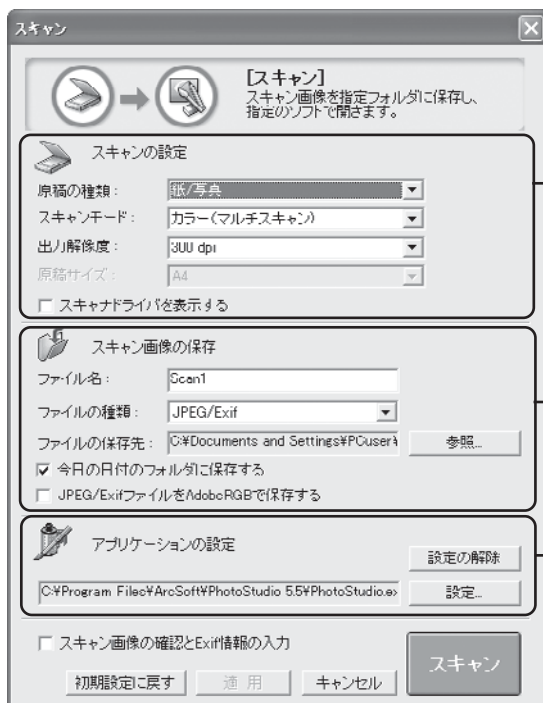 スキャン
[スキャン]
スキャン画像を指定フォルダに保存し、
指定のソフトで開きます。
スキャンの設定
原稿の種類： 紙/写真
スキャンモード： カラー(マルチスキャン)
出力解像度： 300 dpi
原稿サイズ： A4
スキャナドライバを表示する
スキャン画像の保存
ファイル名： Scan1
ファイルの種類： JPEG/Exif
ファイルの保存先： C:¥Documents and Settings¥PCuser¥ 参照...
今日の日付のフォルダに保存する
JPEG/ExifファイルをAdobeRGBで保存する
アプリケーションの設定
設定の解除
C:¥Program Files¥ArcSoft¥PhotoStudio 5.5¥PhotoStudio.ex 設定...
スキャン画像の確認とExif情報の入力
スキャン
初期設定に戻す 適用 キャンセル